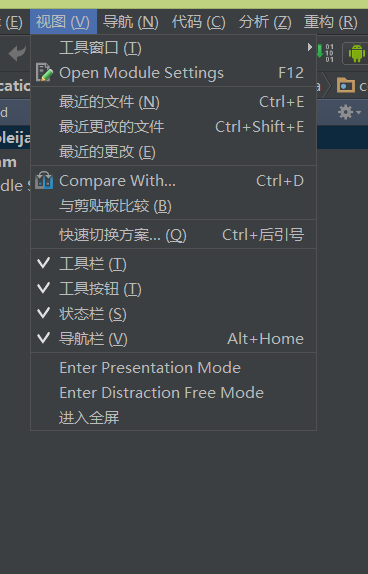 (E) 视图 (V) 导航 (N) 代码 (C) 分析 (Z) 重构 (R)
工具窗口 (T)
Open Module Settings F12
最近的文件 (N) Ctrl+E
最近更改的文件 Ctrl+Shift+E
最近的更改 (E)
Compare With... Ctrl+D
与剪贴板比较 (B)
快速切换方案... (Q) Ctrl+后引号
工具栏 (T)
工具按钮 (T)
状态栏 (S)
导航栏 (V) Alt+Home
Enter Presentation Mode
Enter Distraction Free Mode
进入全屏